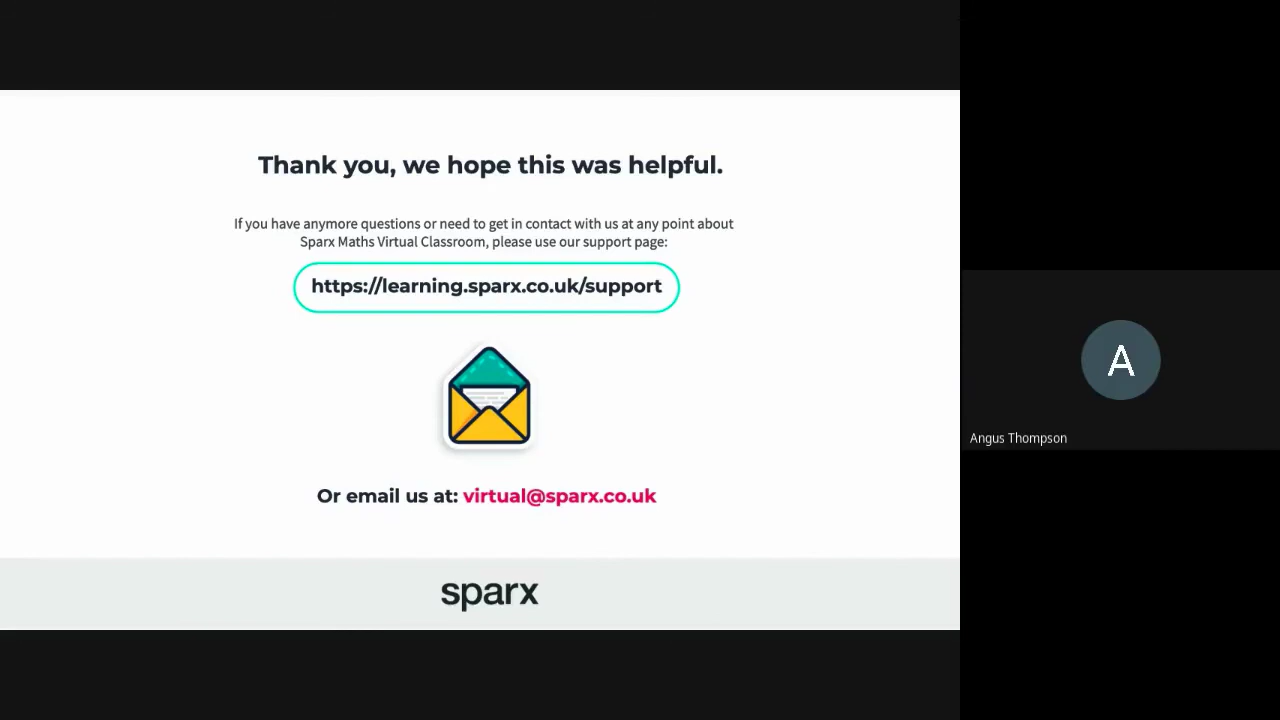 Thank you, we hope this was helpful.
If you have anymore questions or need to get in contact with us at any point about
Sparx Maths Virtual Classroom, please use our support page:
https://learning.sparx.co.uk/support
Or email us at: virtual@sparx.co.uk
sparx
A
Angus Thompson